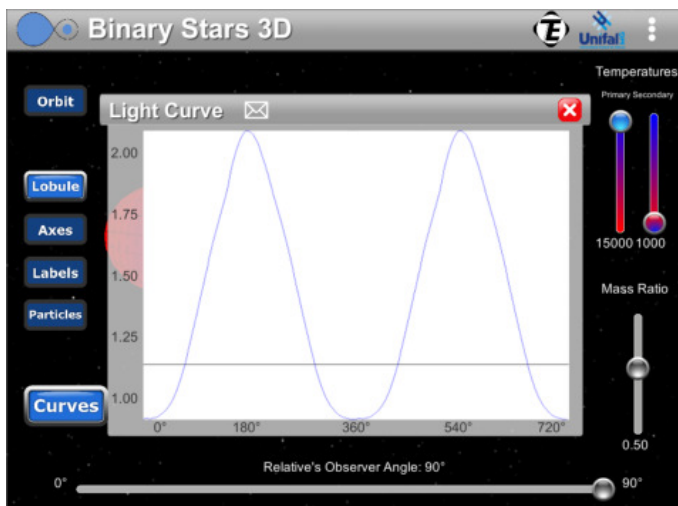 Binary Stars 3D
TE
Unifal
Temperatures
Primary Secondary
Orbit
Light Curve
2.00
Lobule
1.75
Axes
15000 1000
Labels
1.50
Mass Ratio
Particles
1.25
Curves
1.00
0° 180° 360° 540° 720°
0.50
Relative's Observer Angle: 90°
0° 90°